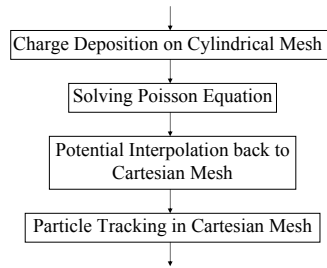 Charge Deposition on Cylindrical Mesh
Solving Poisson Equation
Potential Interpolation back to
Cartesian Mesh
Particle Tracking in Cartesian Mesh